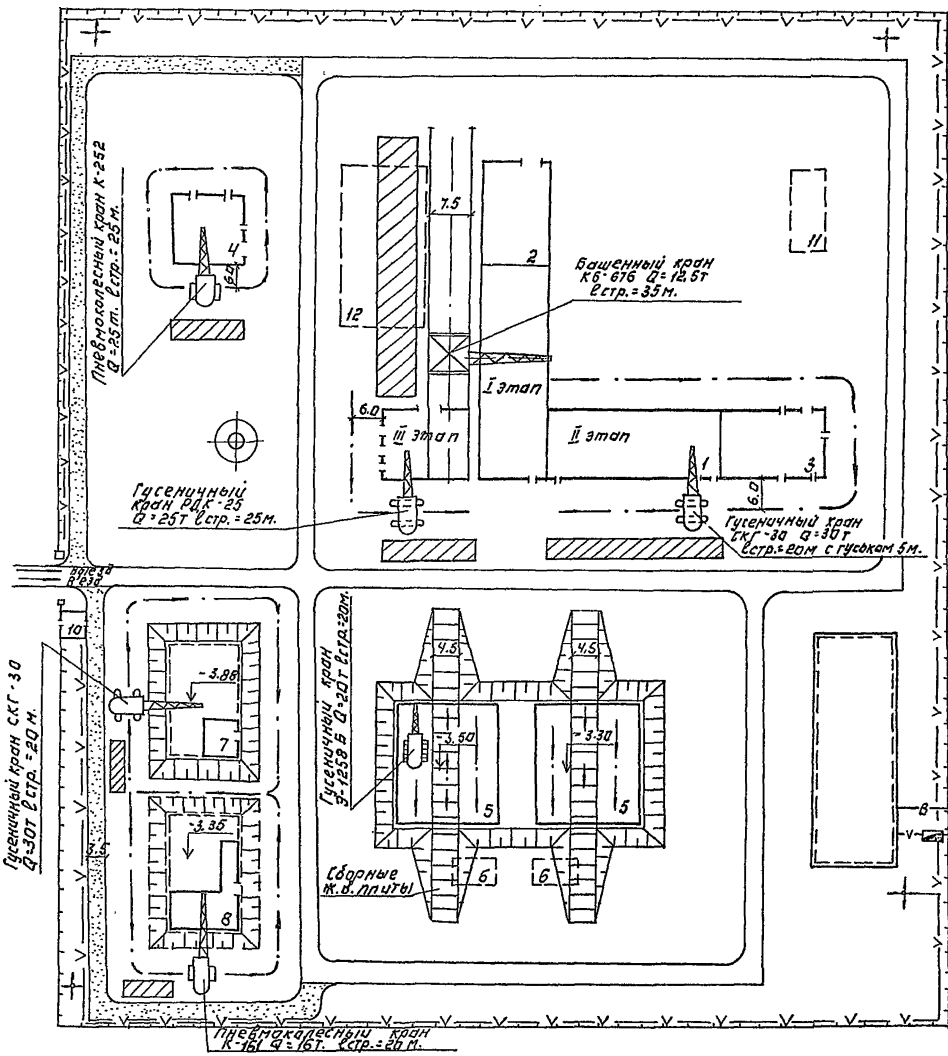 Пневмоколесный кран К-252
Q=25т. ℓстр.=25м.
4
6.0
12
7.5
2
Башенный кран
КБ-676 Q=12.5т
ℓстр.=35м.
11
I этап
6.0
III этап
II этап
1
3
6.0
Гусеничный
кран РДК-25
Q=25т ℓстр.=25м.
Гусеничный кран
СКГ-30 Q=30т
ℓстр.=20м с гуськом 5м.
10
Гусеничный кран СКГ-30
Q=30т ℓстр.=20 м.
-3.86
7
-3.35
3.5
8
Гусеничный кран
Э-1258 Б Q=20т ℓстр.=20м.
4.5
4.5
-3.50
-3.30
5
5
6
6
Сборные
ж.б. плиты
В
V
Пневмоколесный кран
К-161 Q=16т. ℓстр.=20м.